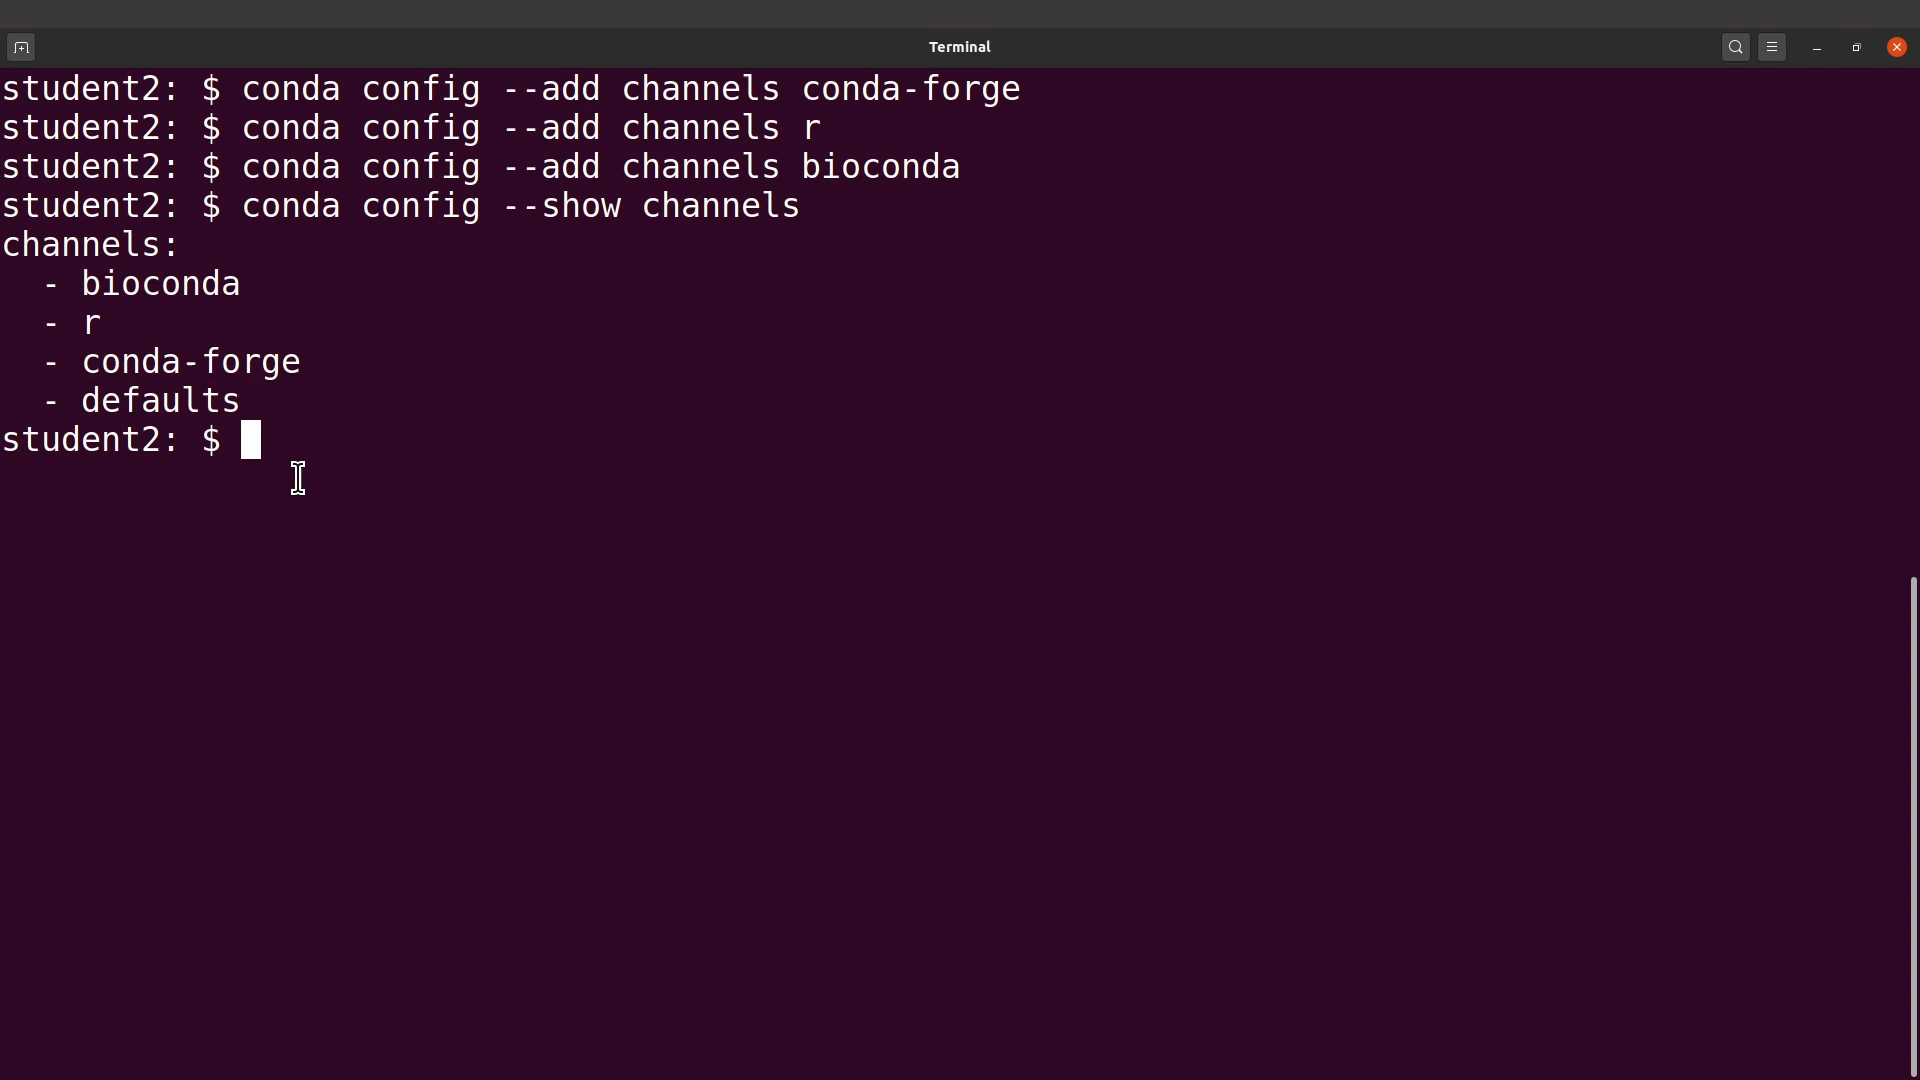 Terminal
student2: $ conda config --add channels conda-forge
student2: $ conda config --add channels r
student2: $ conda config --add channels bioconda
student2: $ conda config --show channels
channels:
  - bioconda
  - r
  - conda-forge
  - defaults
student2: $